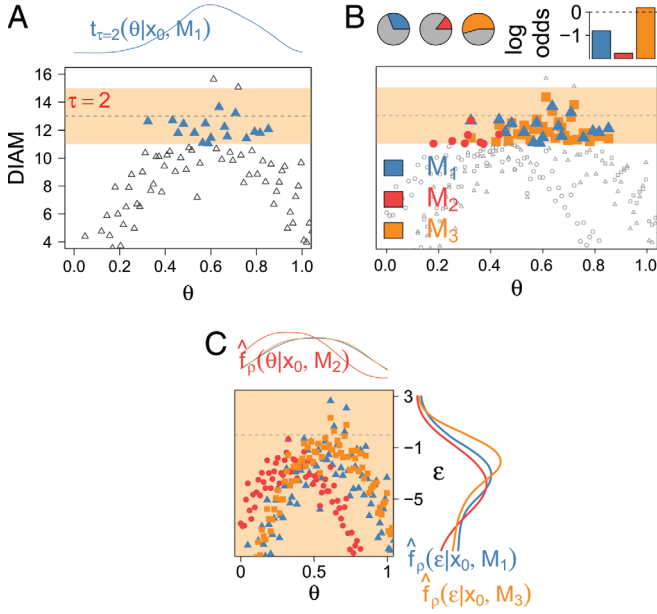 A
t_{τ=2}(θ|x_0, M_1)
16
14
12
10
8
6
4
DIAM
τ = 2
0.0
0.2
0.4
0.6
0.8
1.0
θ
B
log
odds
0
−1
M_1
M_2
M_3
0.0
0.2
0.4
0.6
0.8
1.0
θ
C
f̂_ρ(θ|x_0, M_2)
3
−1
−5
ε
0
0.5
1
θ
f̂_ρ(ε|x_0, M_1)
f̂_ρ(ε|x_0, M_3)